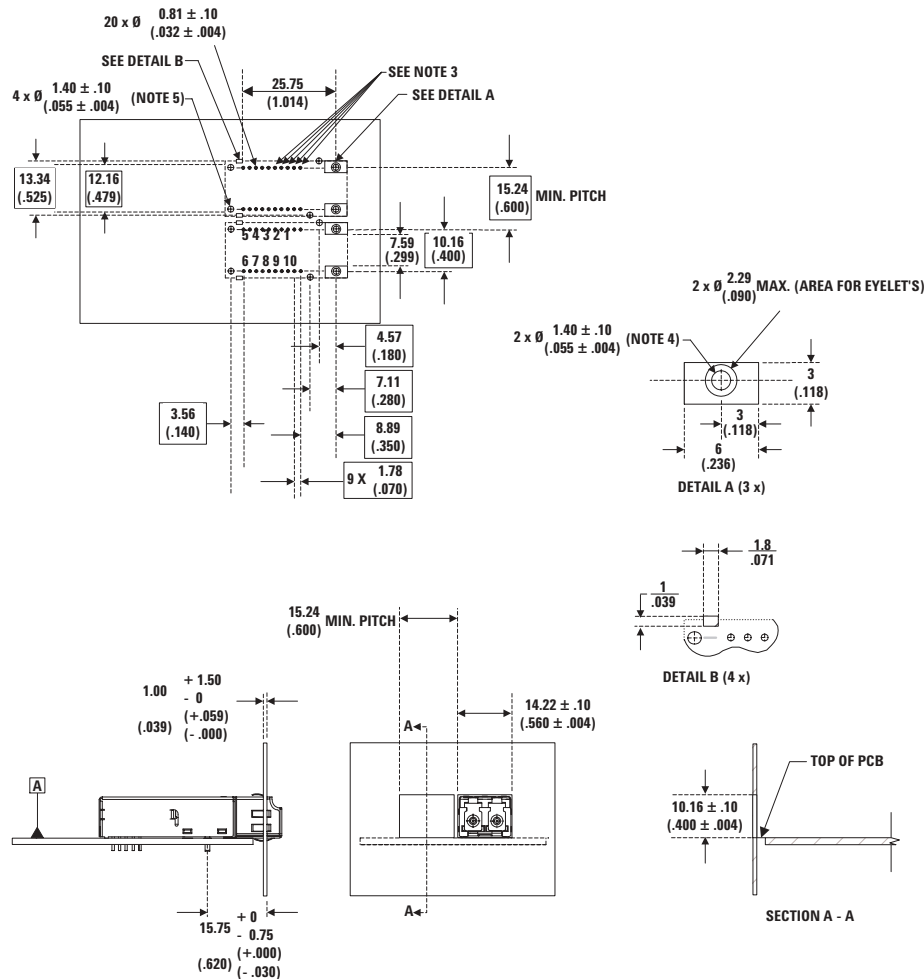 20 x Ø 0.81 ± .10
(.032 ± .004)
SEE DETAIL B
4 x Ø 1.40 ± .10
(.055 ± .004)
(NOTE 5)
25.75
(1.014)
SEE NOTE 3
SEE DETAIL A
13.34
(.525)
12.16
(.479)
15.24
(.600)
MIN. PITCH
5 4 3 2 1
6 7 8 9 10
7.59
(.299)
10.16
(.400)
4.57
(.180)
7.11
(.280)
3.56
(.140)
8.89
(.350)
9 X 1.78
(.070)
2 x Ø 2.29 MAX. (AREA FOR EYELET'S)
(.090)
2 x Ø 1.40 ± .10 (NOTE 4)
(.055 ± .004)
3
(.118)
3
(.118)
6
(.236)
DETAIL A (3 x)
1.8
.071
1
.039
DETAIL B (4 x)
15.24
(.600)
MIN. PITCH
1.00 + 1.50
- 0
(.039) (+.059)
(- .000)
A
14.22 ± .10
(.560 ± .004)
A
A
15.75 + 0
- 0.75
(.620) (+.000)
(- .030)
TOP OF PCB
10.16 ± .10
(.400 ± .004)
SECTION A - A